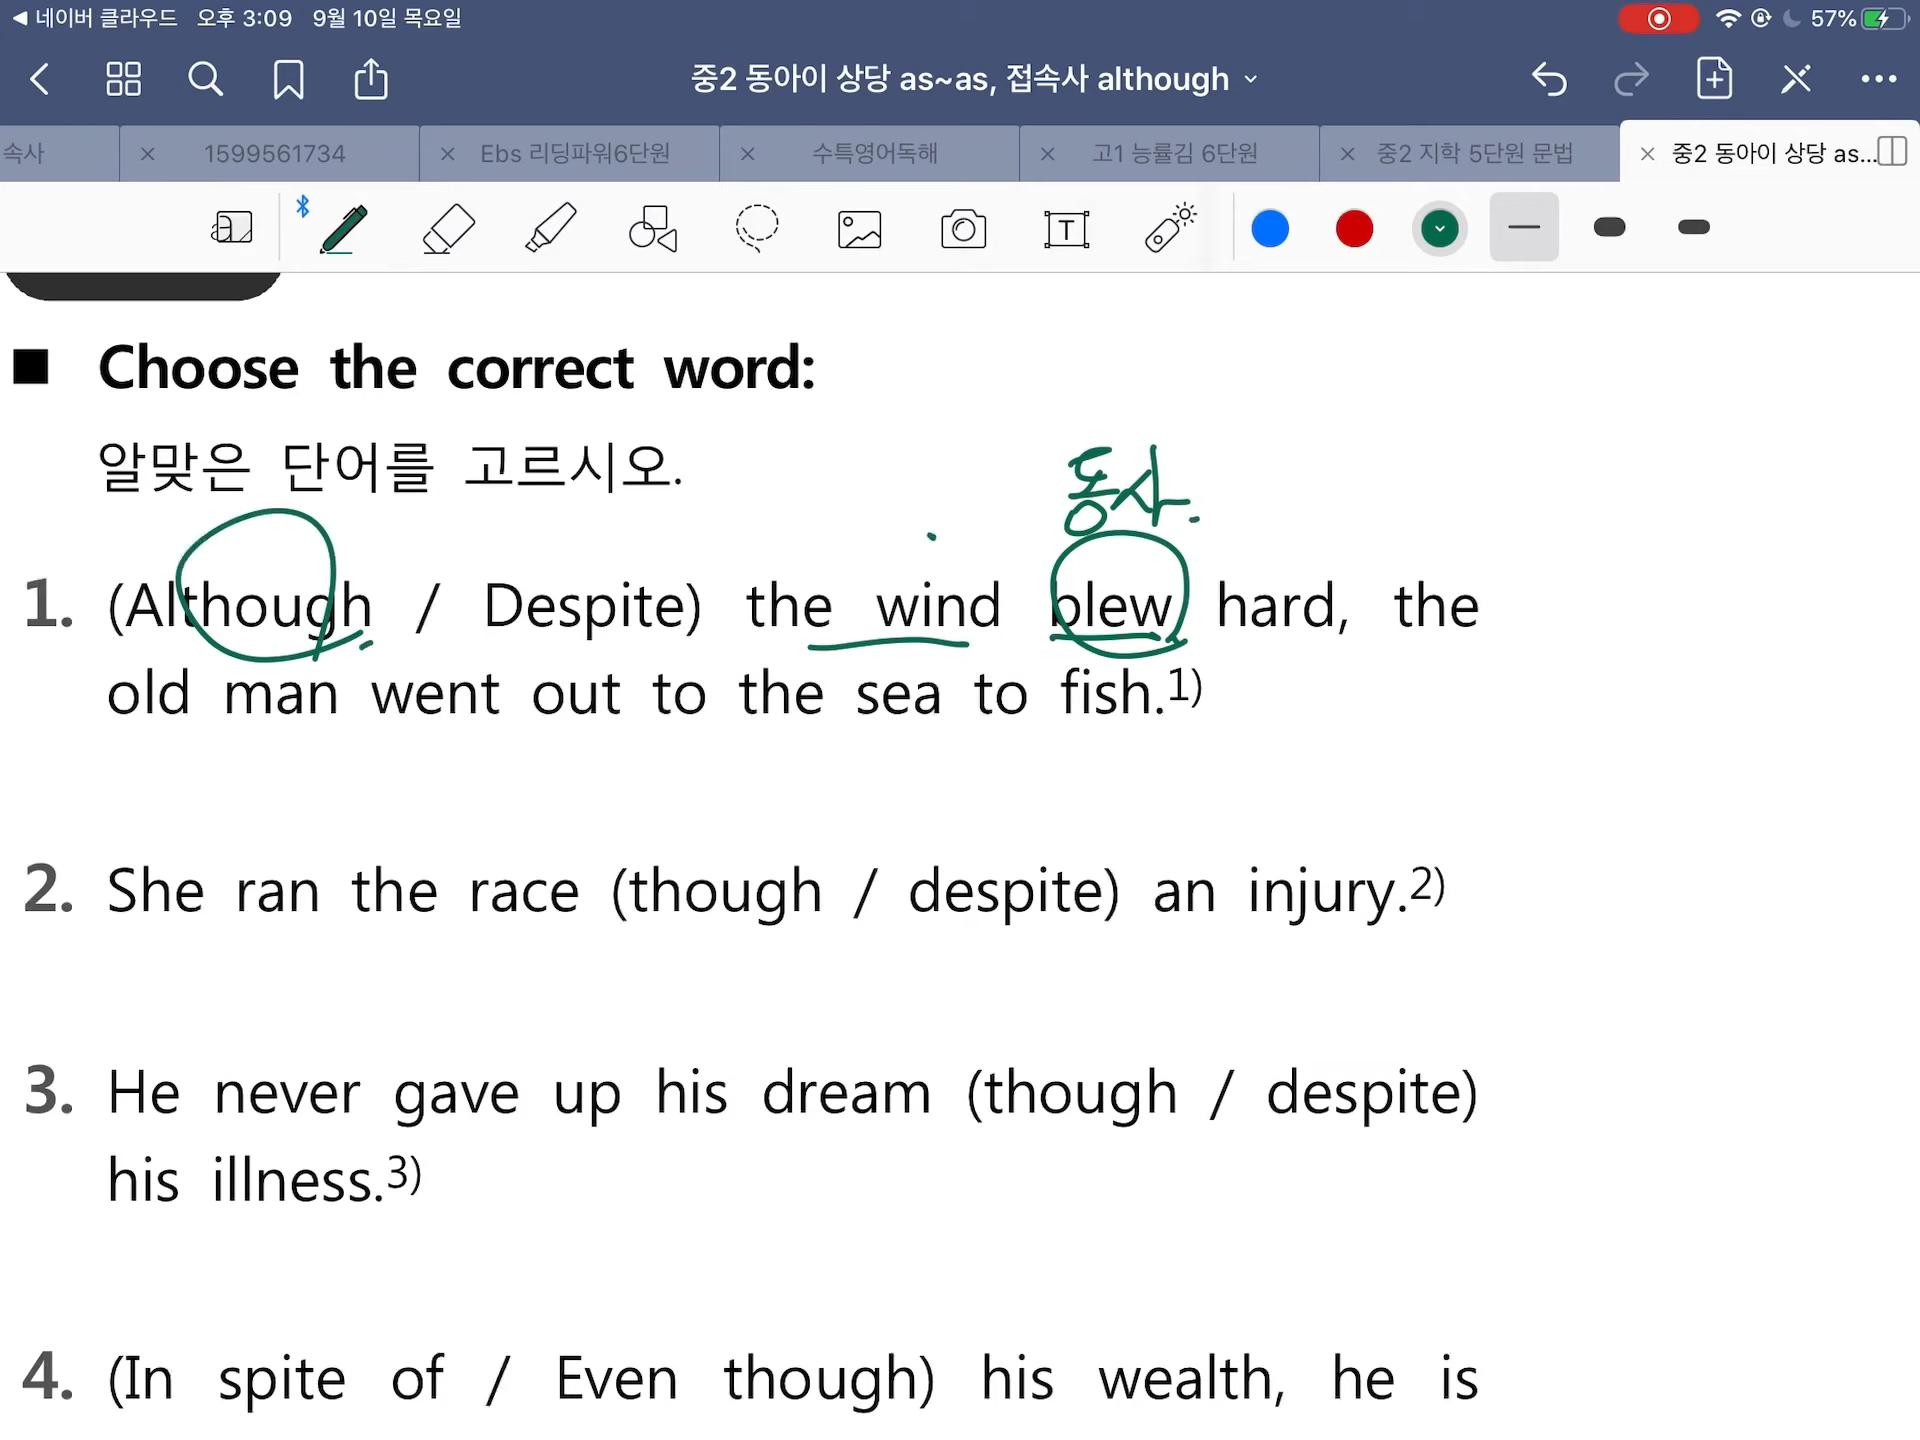 네이버 클라우드 오후 3:09 9월 10일 목요일 57%
중2 동아이 상당 as~as, 접속사 although
속사 1599561734 Ebs 리딩파워6단원 수특영어독해 고1 능률김 6단원 중2 지학 5단원 문법 중2 동아이 상당 as...
■ Choose the correct word:
알맞은 단어를 고르시오.
동사.
1. (Although / Despite) the wind blew hard, the
old man went out to the sea to fish.1)
2. She ran the race (though / despite) an injury.2)
3. He never gave up his dream (though / despite)
his illness.3)
4. (In spite of / Even though) his wealth, he is